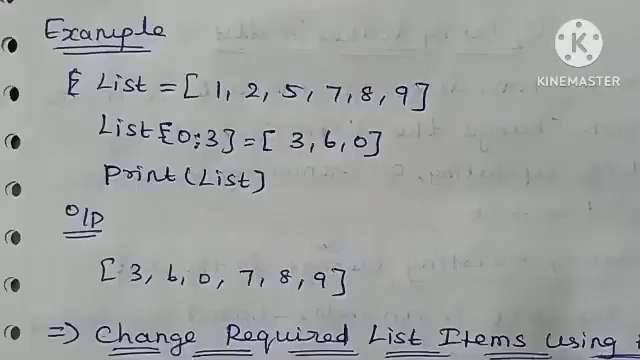 Example
K
KINEMASTER
List = [ 1, 2, 5, 7, 8, 9 ]
List[0:3] = [ 3, 6, 0 ]
Print(List]
O/P
[ 3, 6, 0, 7, 8, 9 ]
=> Change Required List Items Using